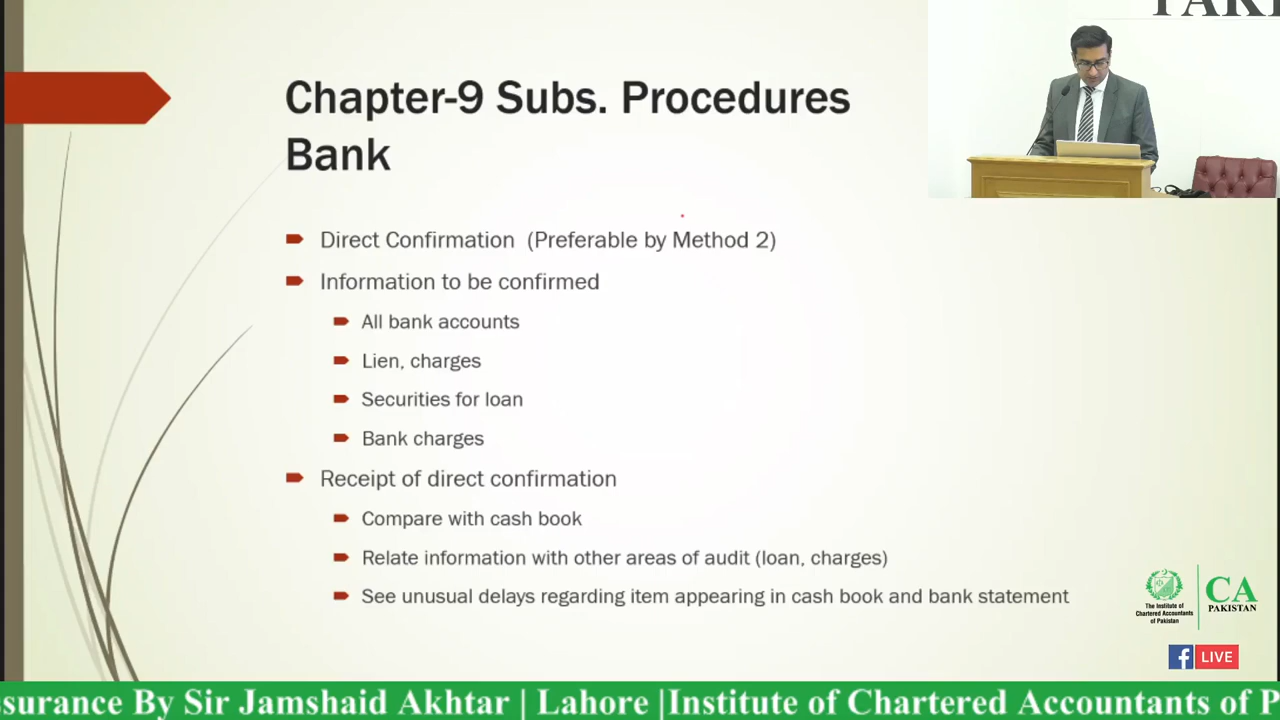 Chapter-9 Subs. Procedures
Bank
Direct Confirmation (Preferable by Method 2)
Information to be confirmed
All bank accounts
Lien, charges
Securities for loan
Bank charges
Receipt of direct confirmation
Compare with cash book
Relate information with other areas of audit (loan, charges)
See unusual delays regarding item appearing in cash book and bank statement
The Institute of
Chartered Accountants
of Pakistan
CA
PAKISTAN
f LIVE
ssurance By Sir Jamshaid Akhtar | Lahore |Institute of Chartered Accountants of P